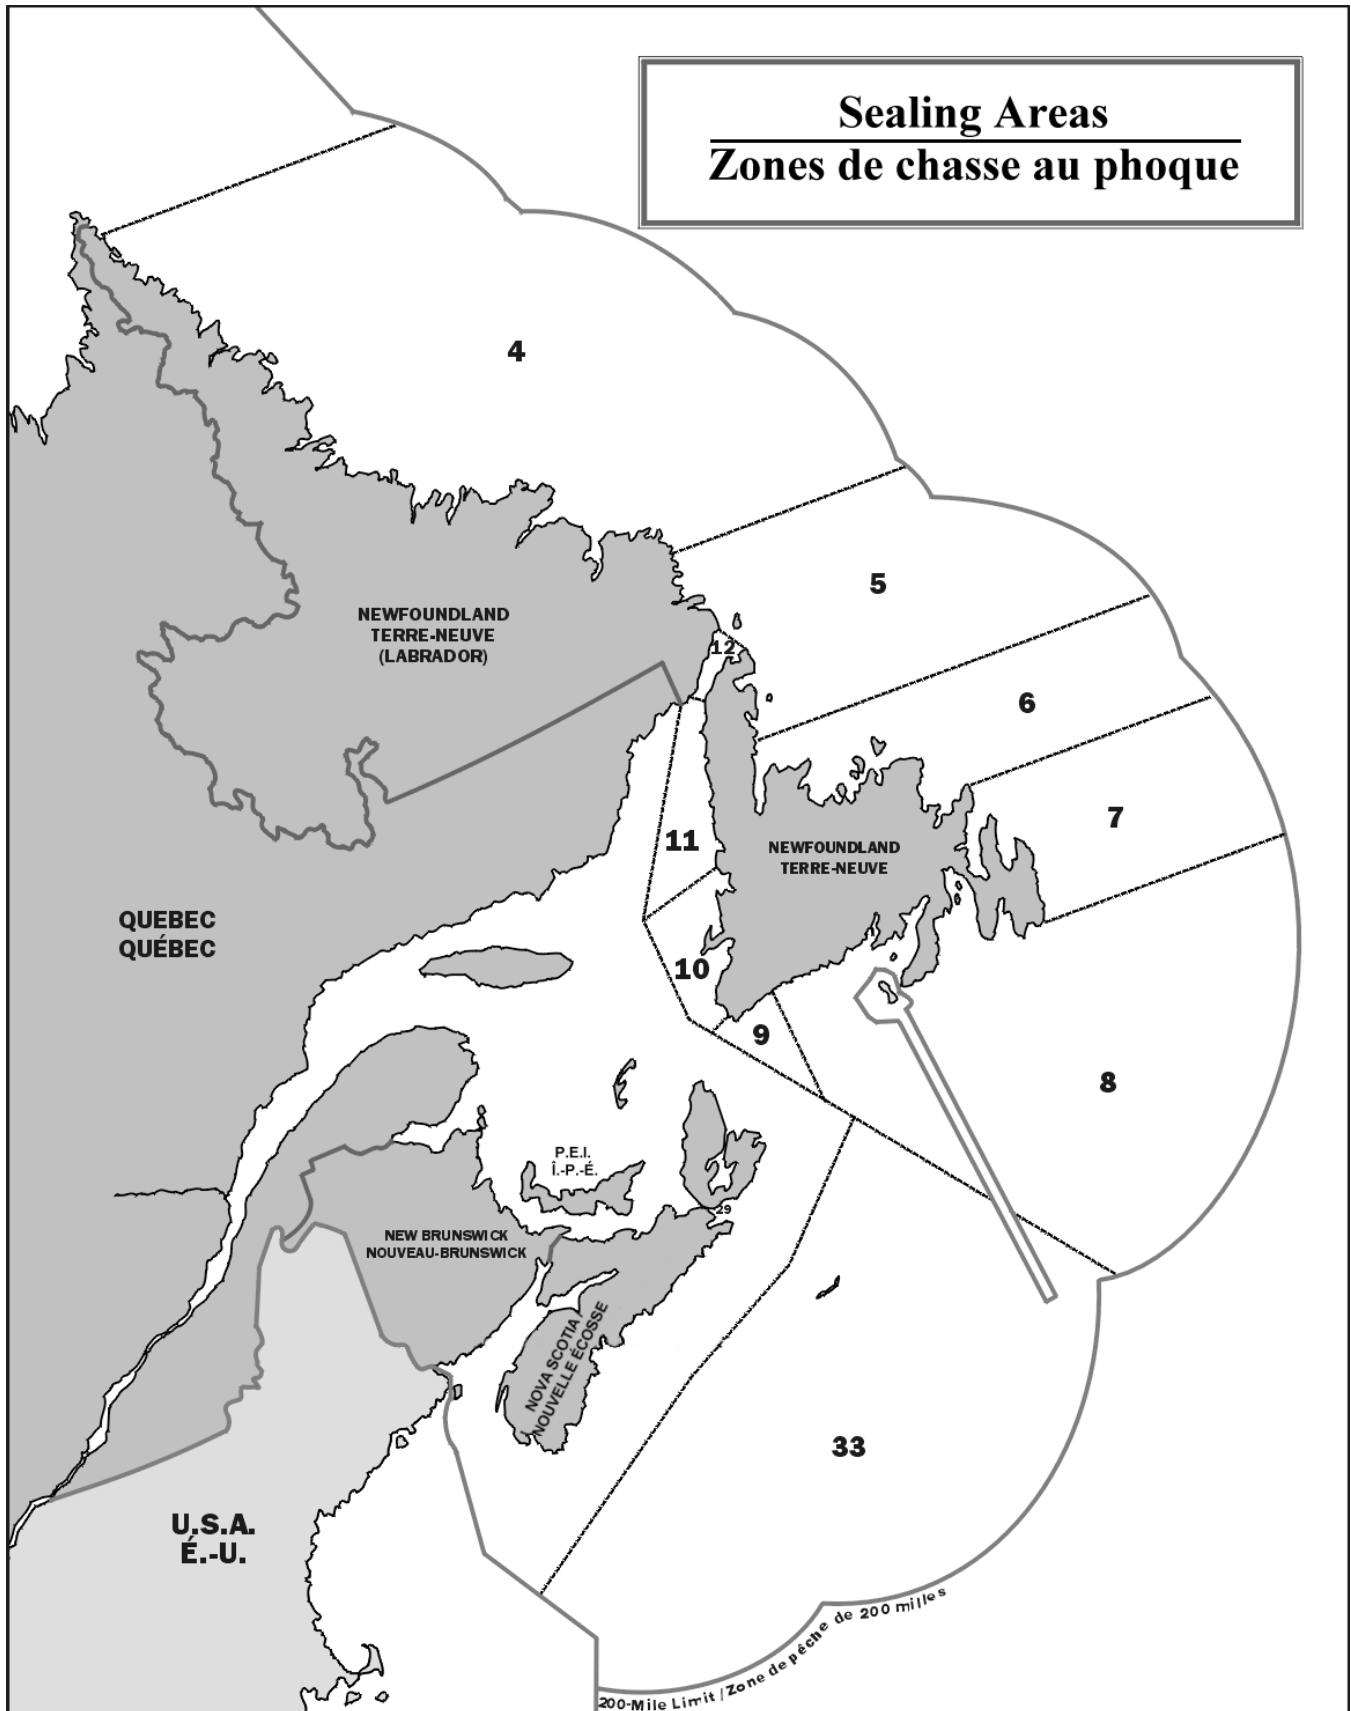 Sealing Areas
Zones de chasse au phoque
4
5
NEWFOUNDLAND
TERRE-NEUVE
(LABRADOR)
12
6
7
11
NEWFOUNDLAND
TERRE-NEUVE
QUEBEC
QUÉBEC
10
9
8
P.E.I.
Î.-P.-É.
29
NEW BRUNSWICK
NOUVEAU-BRUNSWICK
NOVA SCOTIA /
NOUVELLE ÉCOSSE
33
U.S.A.
É.-U.
200-Mile Limit / Zone de pêche de 200 milles